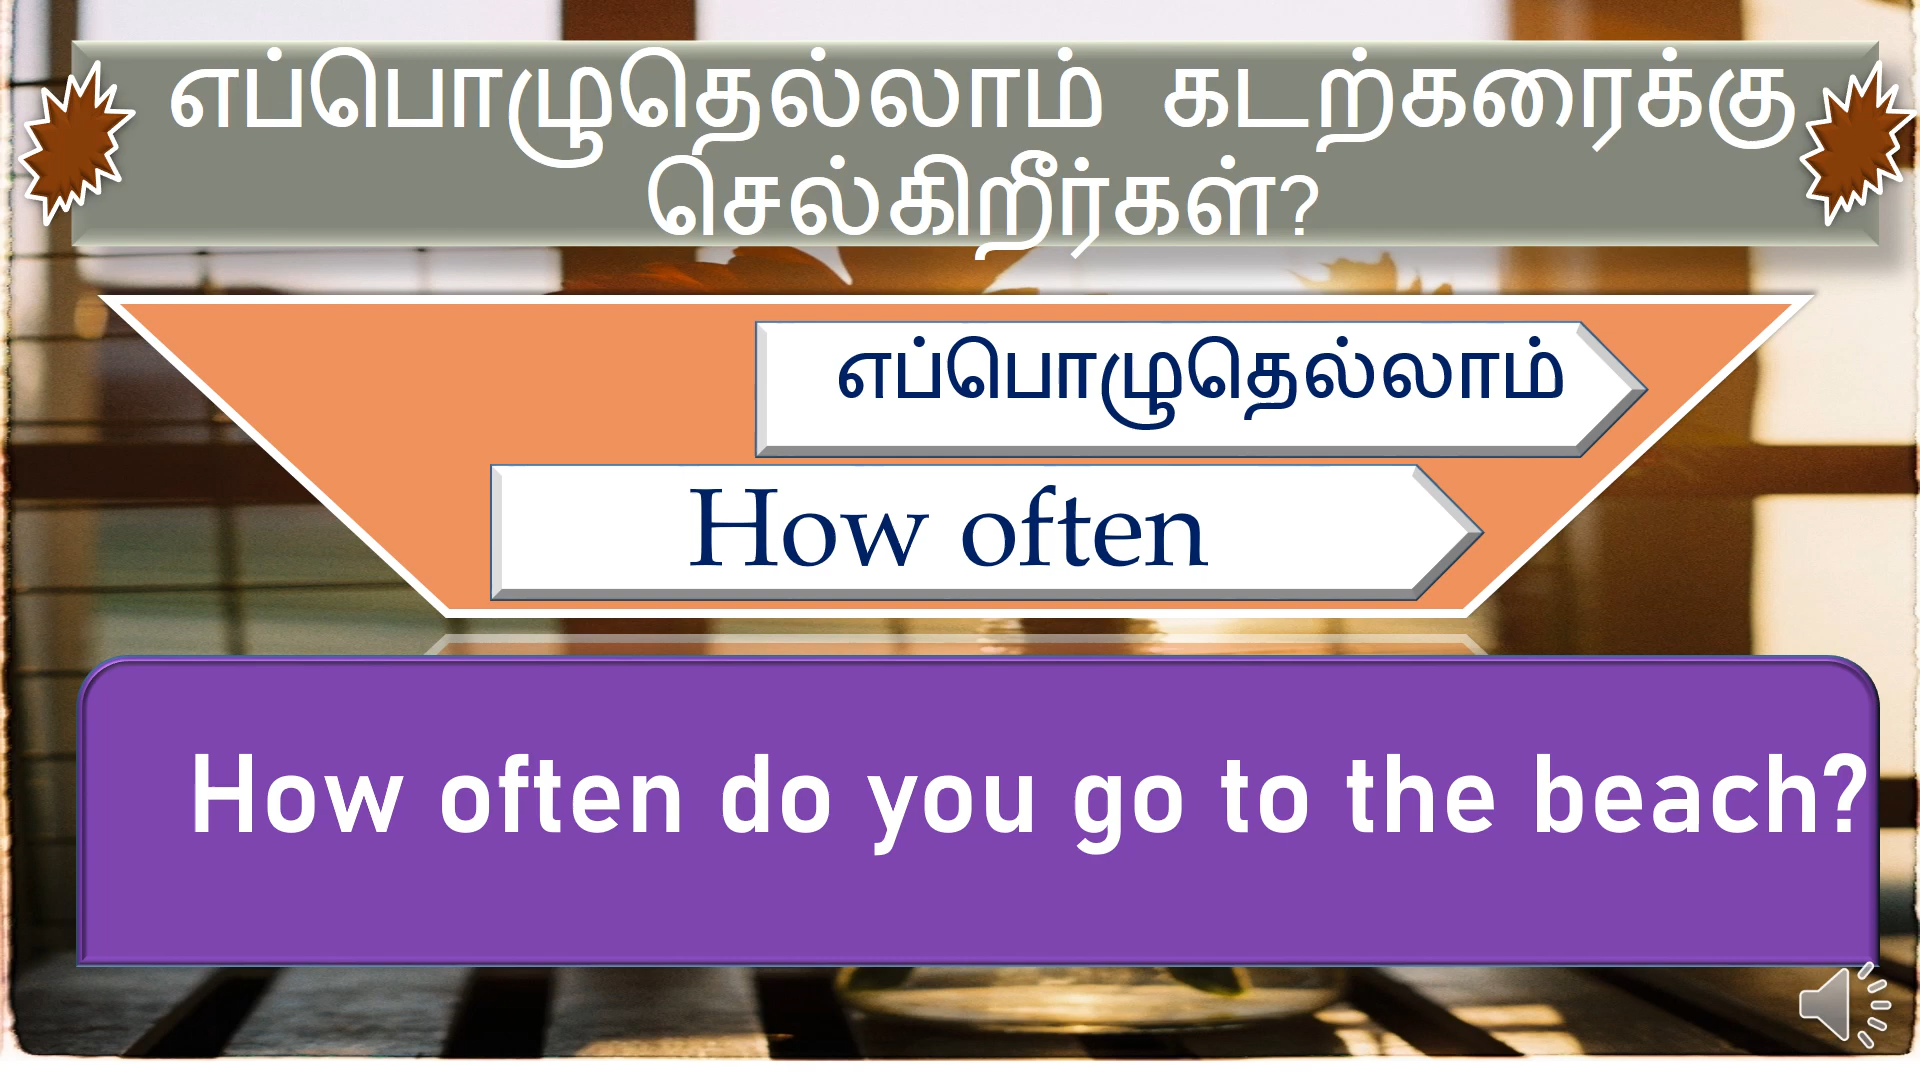 எப்பொழுதெல்லாம் கடற்கரைக்கு
செல்கிறீர்கள்?
எப்பொழுதெல்லாம்
How often
How often do you go to the beach?